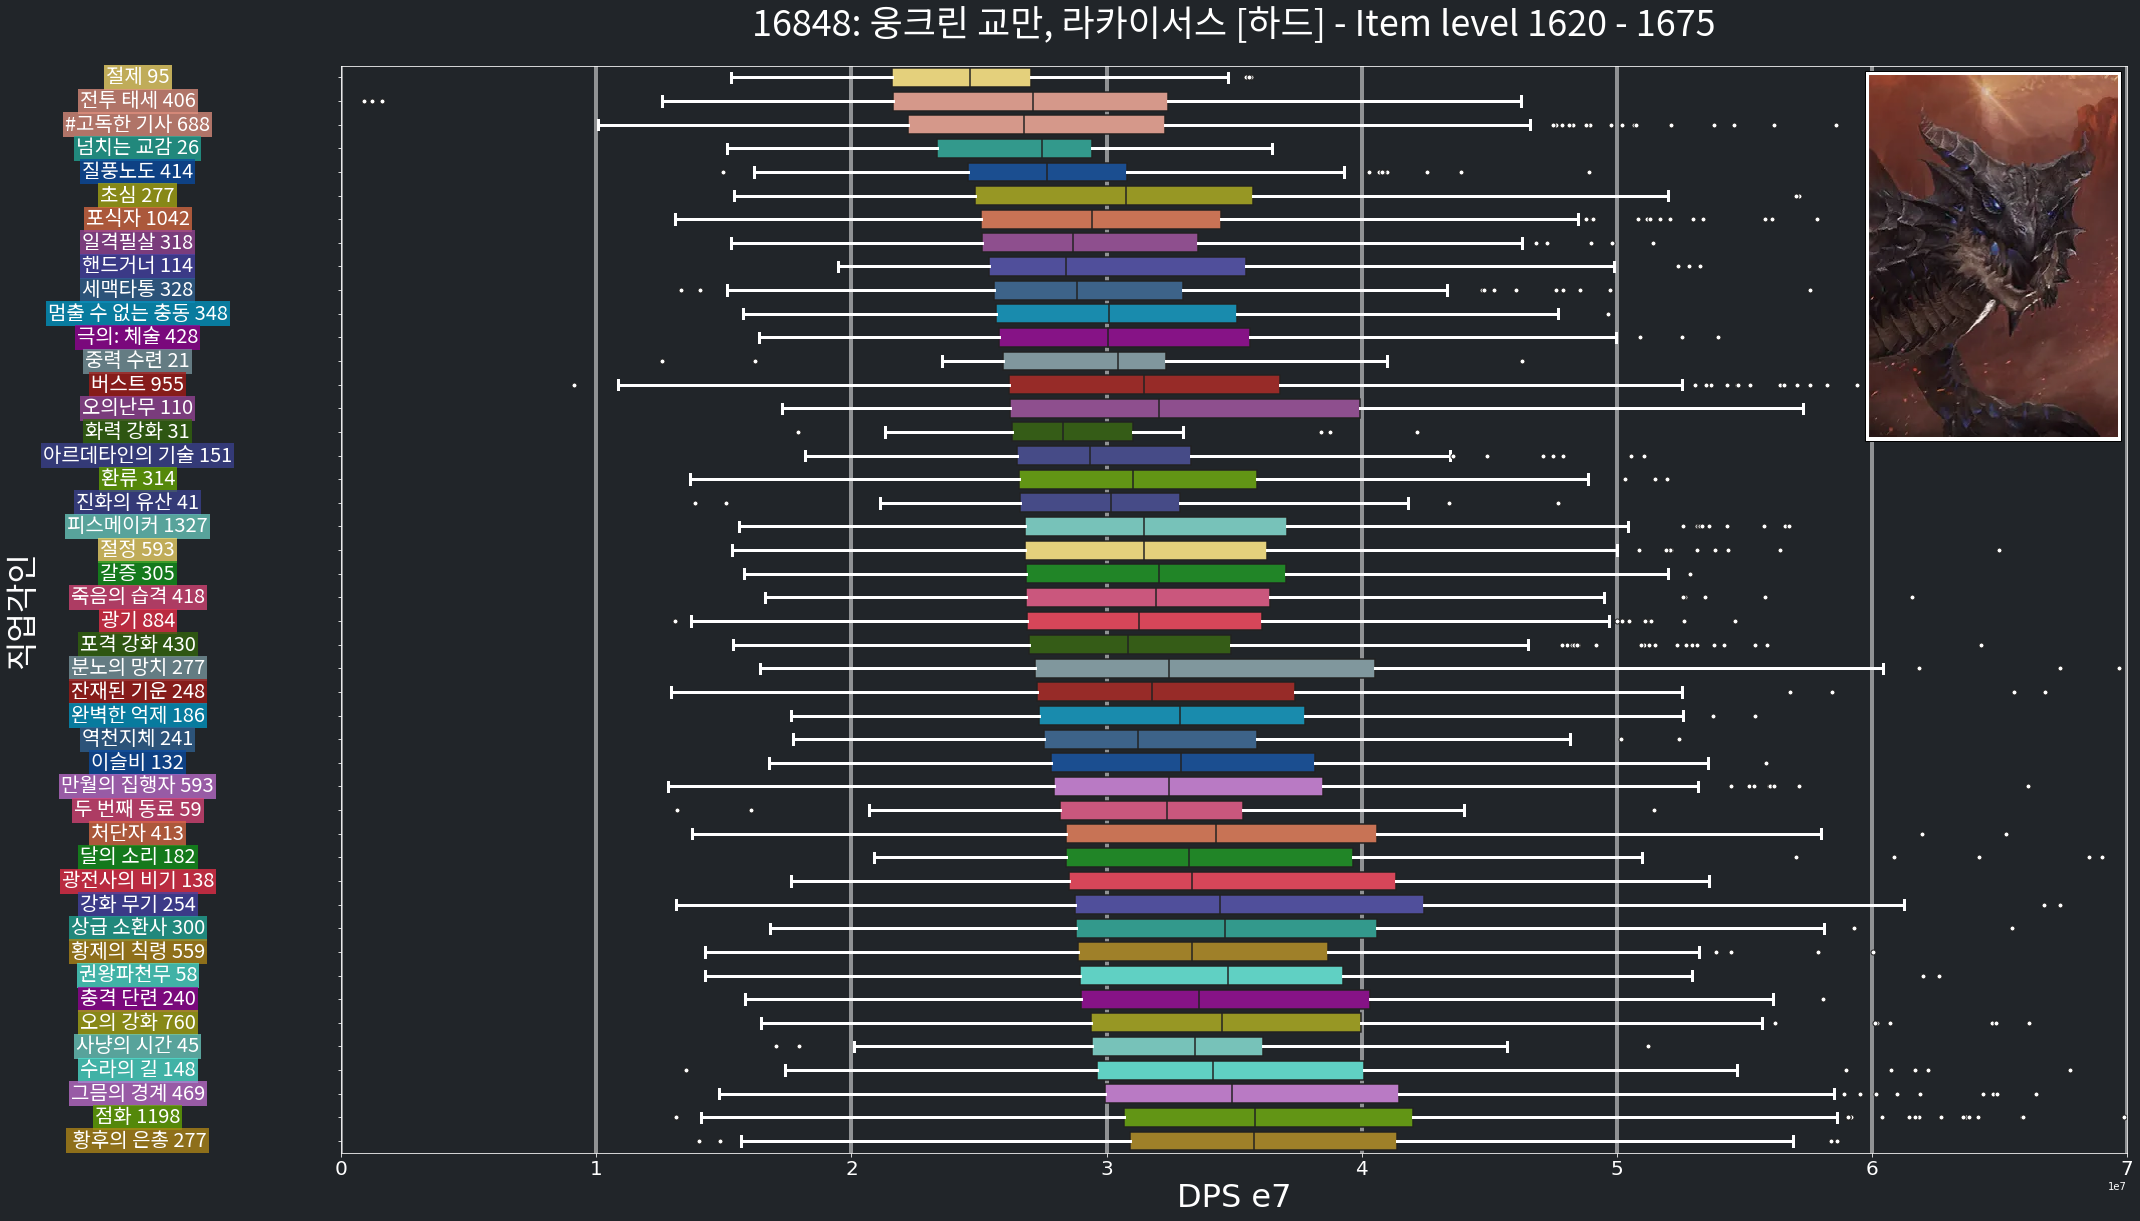 16848: 웅크린 교만, 라카이서스 [하드] - Item level 1620 - 1675
절제 95
전투 태세 406
#고독한 기사 688
넘치는 교감 26
질풍노도 414
초심 277
포식자 1042
일격필살 318
핸드거너 114
세맥타통 328
멈출 수 없는 충동 348
극의: 체술 428
중력 수련 21
버스트 955
오의난무 110
화력 강화 31
아르데타인의 기술 151
환류 314
진화의 유산 41
피스메이커 1327
절정 593
갈증 305
죽음의 습격 418
광기 884
포격 강화 430
분노의 망치 277
잔재된 기운 248
완벽한 억제 186
역천지체 241
이슬비 132
만월의 집행자 593
두 번째 동료 59
처단자 413
달의 소리 182
광전사의 비기 138
강화 무기 254
상급 소환사 300
황제의 칙령 559
권왕파천무 58
충격 단련 240
오의 강화 760
사냥의 시간 45
수라의 길 148
그믐의 경계 469
점화 1198
황후의 은총 277
직업각인
0 1 2 3 4 5 6 7
DPS e7
1e7